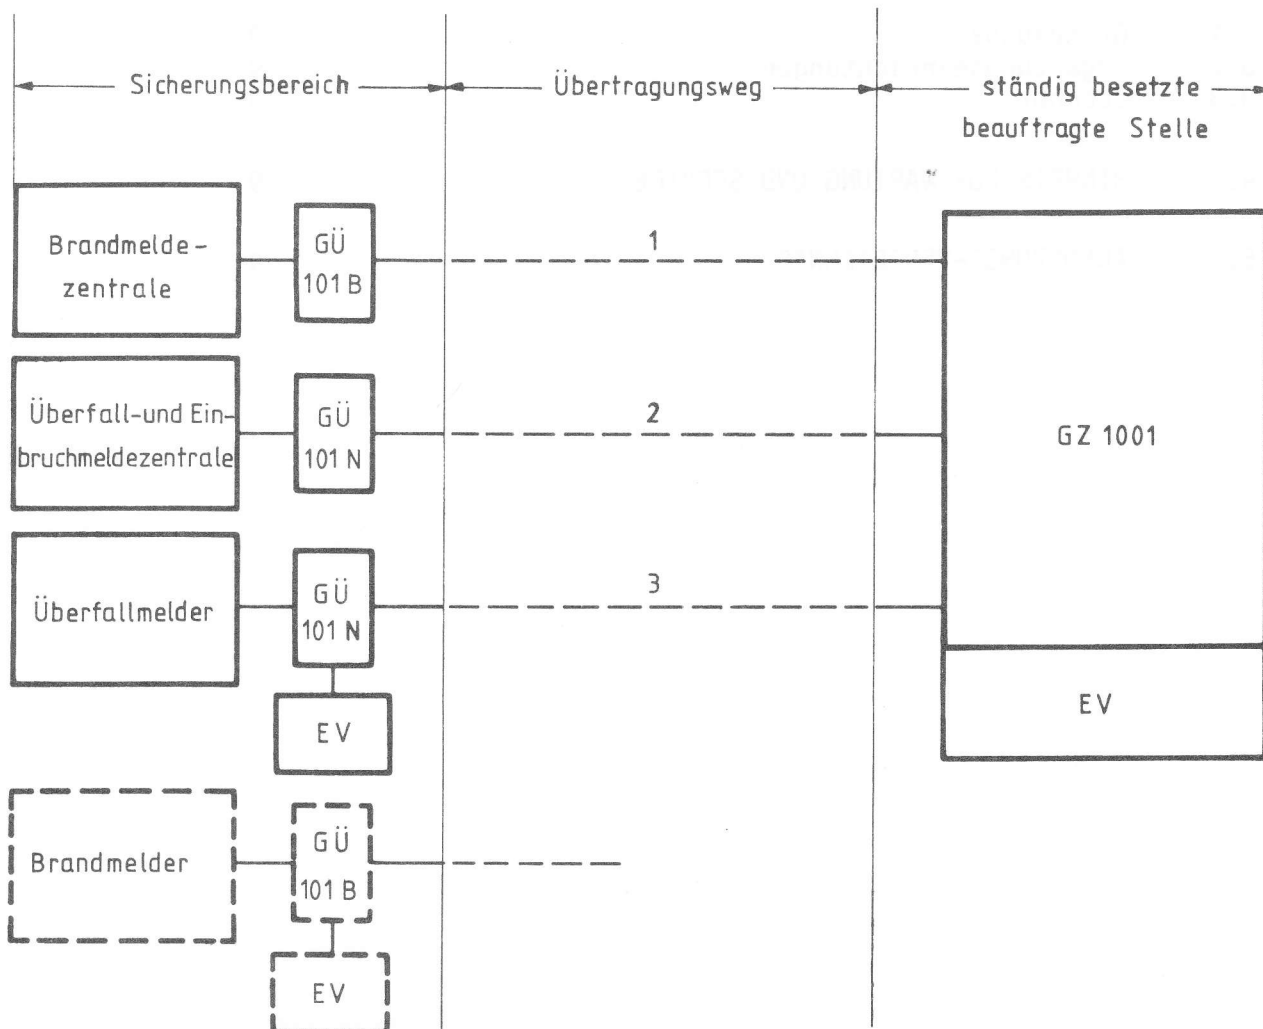 Sicherungsbereich
Übertragungsweg
ständig besetzte
beauftragte Stelle
Brandmelde-
zentrale
GÜ
101 B
1
Überfall-und Ein-
bruchmeldezentrale
GÜ
101 N
2
GZ 1001
Überfallmelder
GÜ
101 N
3
EV
EV
Brandmelder
GÜ
101 B
EV